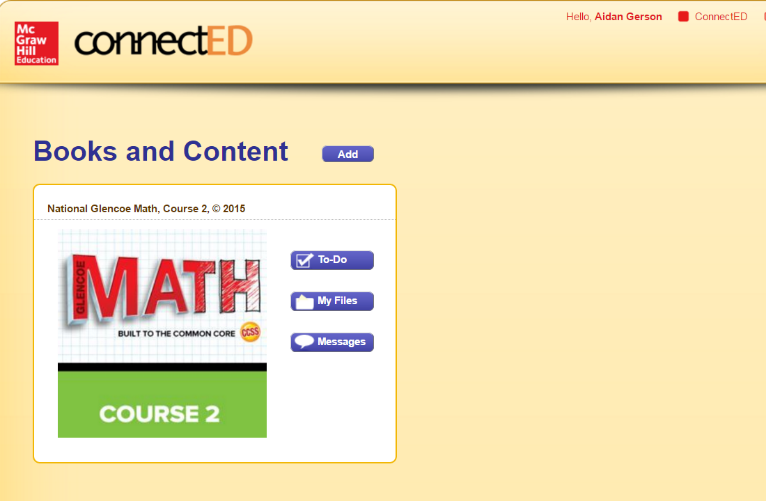 Mc
Graw
Hill
Education
connectED
Hello, Aidan Gerson
ConnectED
Books and Content
Add
National Glencoe Math, Course 2, © 2015
GLENCOE
MATH
BUILT TO THE COMMON CORE
CCSS
COURSE 2
To-Do
My Files
Messages